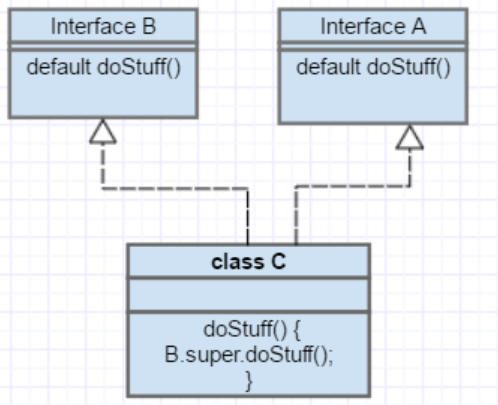 Interface B
default doStuff()
Interface A
default doStuff()
class C
doStuff() {
B.super.doStuff();
}